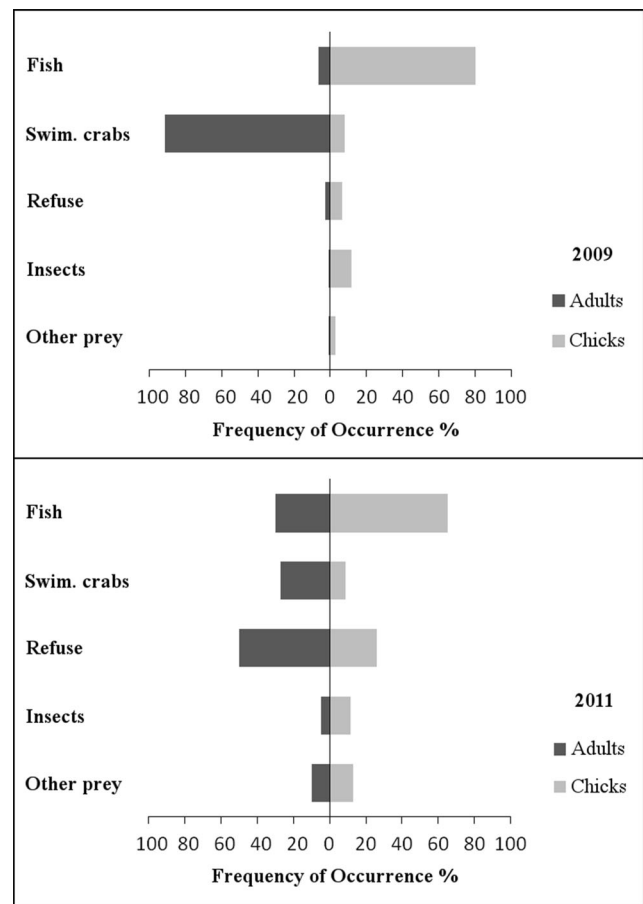 Fish
Swim. crabs
Refuse
Insects
Other prey
2009
Adults
Chicks
100 80 60 40 20 0 20 40 60 80 100
Frequency of Occurrence %
Fish
Swim. crabs
Refuse
Insects
Other prey
2011
Adults
Chicks
100 80 60 40 20 0 20 40 60 80 100
Frequency of Occurrence %